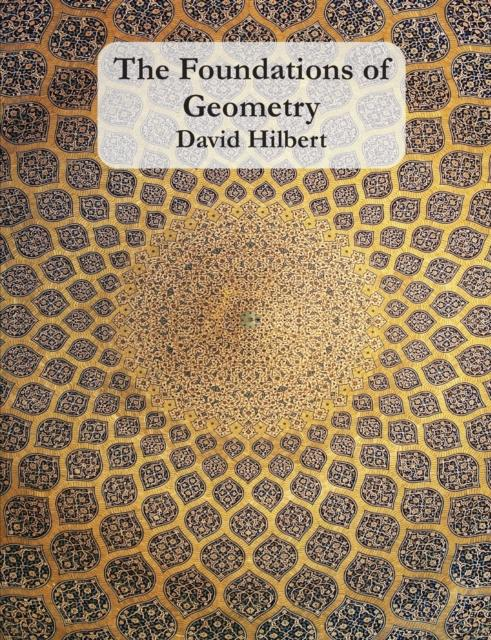 The Foundations of
Geometry
David Hilbert